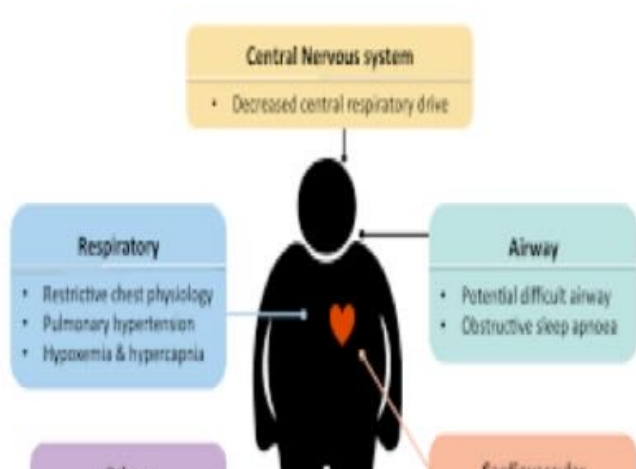 Central Nervous system
• Decreased central respiratory drive
Respiratory
• Restrictive chest physiology
• Pulmonary hypertension
• Hypoxemia & hypercapnia
Airway
• Potential difficult airway
• Obstructive sleep apnoea